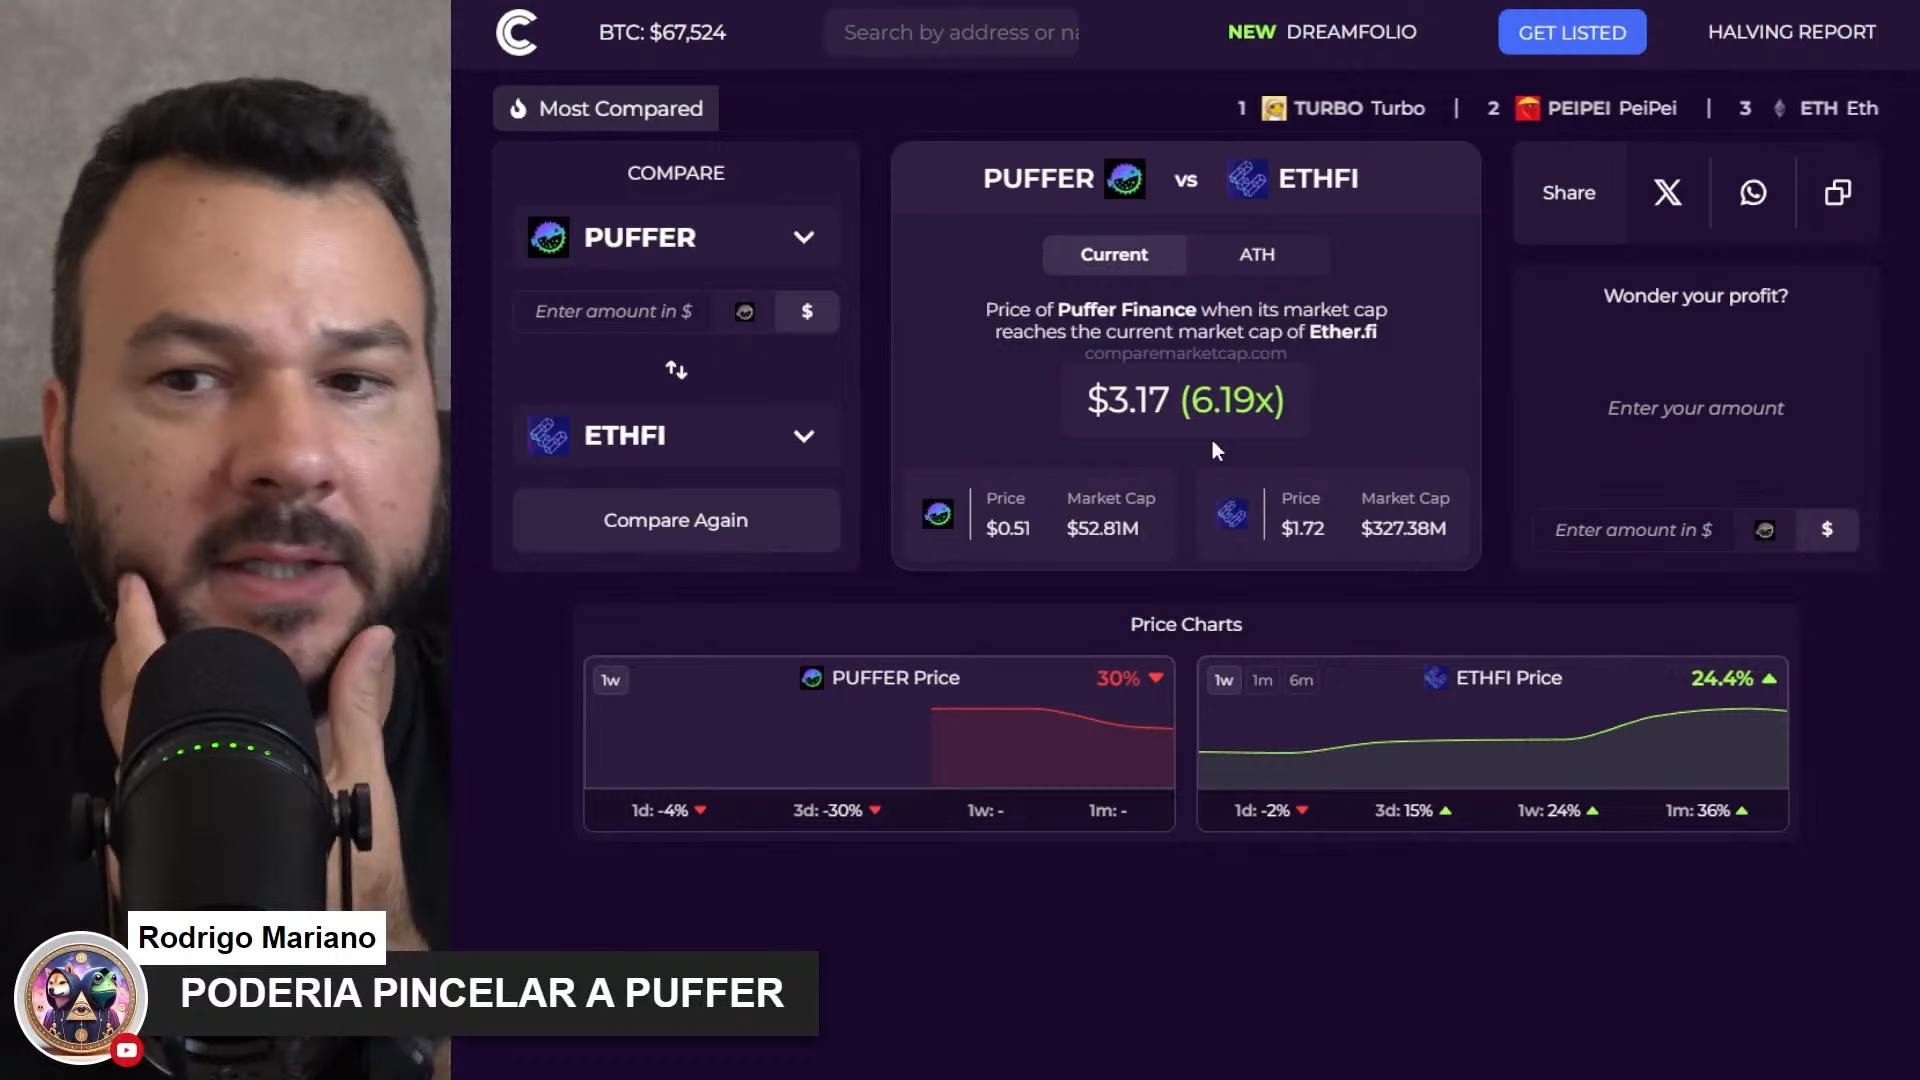 BTC: $67,524
Search by address or na
NEW DREAMFOLIO
GET LISTED
HALVING REPORT
Most Compared
1 TURBO Turbo | 2 PEIPEI PeiPei | 3 ETH Eth
COMPARE
PUFFER
Enter amount in $
$
ETHFI
Compare Again
PUFFER vs ETHFI
Current ATH
Price of Puffer Finance when its market cap
reaches the current market cap of Ether.fi
comparemarketcap.com
$3.17 (6.19x)
Price Market Cap
$0.51 $52.81M
Price Market Cap
$1.72 $327.38M
Share
Wonder your profit?
Enter your amount
Enter amount in $
$
Price Charts
1w PUFFER Price 30%
1d: -4% 3d: -30% 1w: - 1m: -
1w 1m 6m ETHFI Price 24.4%
1d: -2% 3d: 15% 1w: 24% 1m: 36%
Rodrigo Mariano
PODERIA PINCELAR A PUFFER